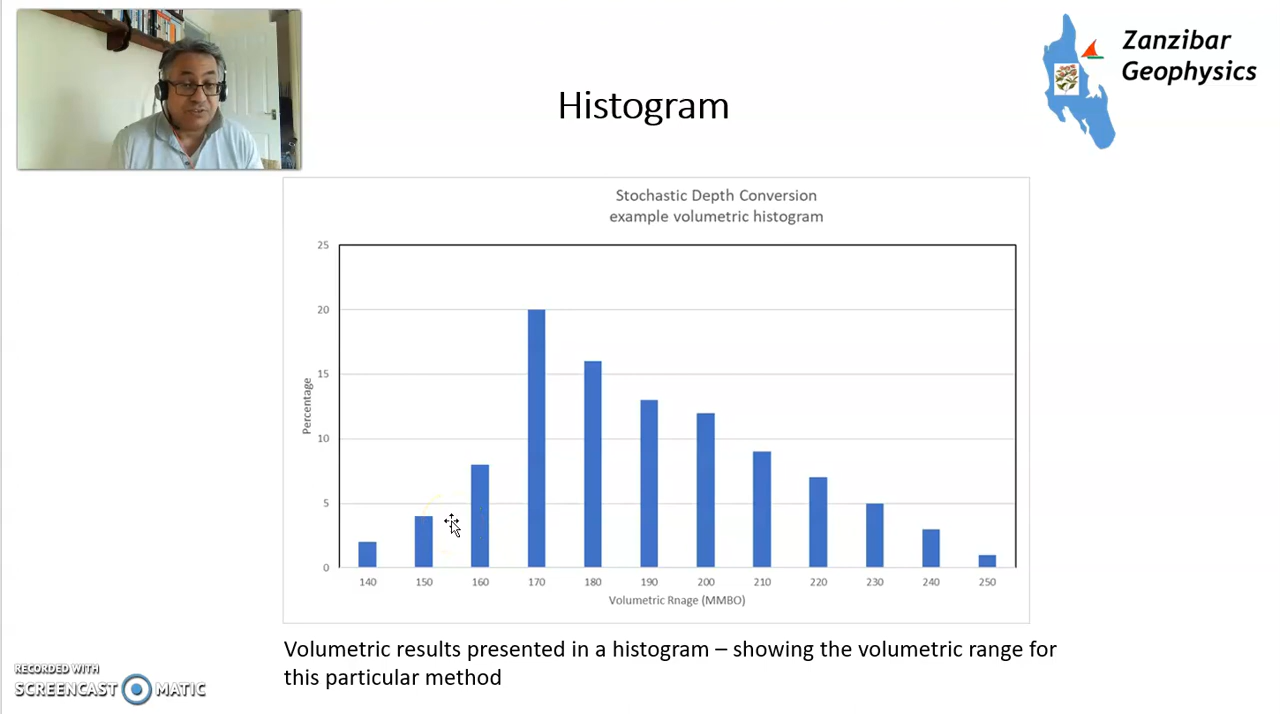 Zanzibar
Geophysics
Histogram
Stochastic Depth Conversion
example volumetric histogram
25
20
15
10
5
0
Percentage
140 150 160 170 180 190 200 210 220 230 240 250
Volumetric Rnage (MMBO)
Volumetric results presented in a histogram – showing the volumetric range for
this particular method
RECORDED WITH
SCREENCAST MATIC